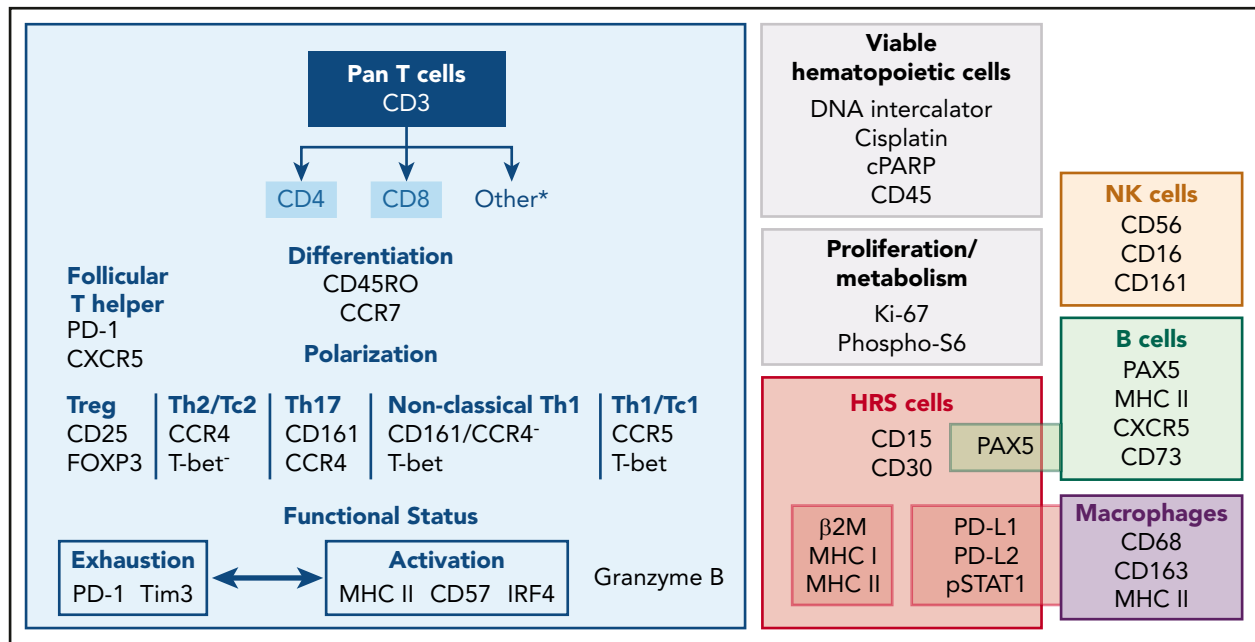 Pan T cells
CD3
CD4
CD8
Other*
Differentiation
CD45RO
CCR7
Follicular
T helper
PD-1
CXCR5
Polarization
Treg
CD25
FOXP3
Th2/Tc2
CCR4
T-bet⁻
Th17
CD161
CCR4
Non-classical Th1
CD161/CCR4⁻
T-bet
Th1/Tc1
CCR5
T-bet
Functional Status
Exhaustion
PD-1 Tim3
Activation
MHC II CD57 IRF4
Granzyme B
Viable
hematopoietic cells
DNA intercalator
Cisplatin
cPARP
CD45
Proliferation/
metabolism
Ki-67
Phospho-S6
HRS cells
CD15
CD30
PAX5
β2M
MHC I
MHC II
PD-L1
PD-L2
pSTAT1
NK cells
CD56
CD16
CD161
B cells
PAX5
MHC II
CXCR5
CD73
Macrophages
CD68
CD163
MHC II